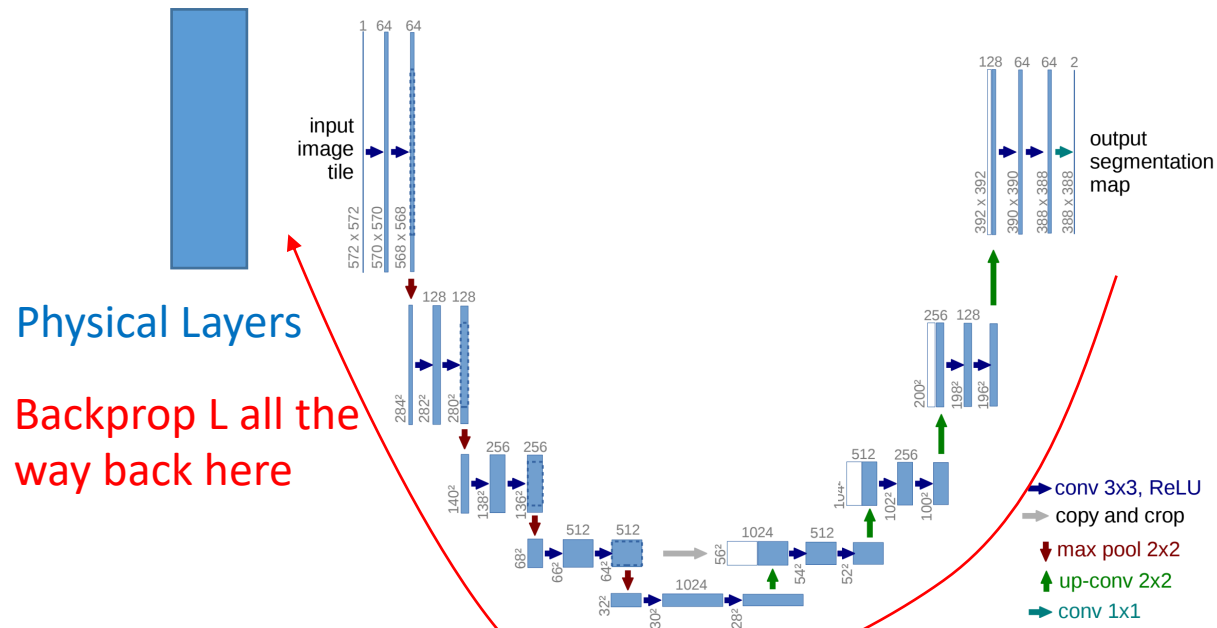 1 64 64
input
image
tile
572 x 572
570 x 570
568 x 568
128 128
284²
282²
280²
256 256
140²
138²
136²
512 512
68²
66²
64²
1024
32²
30²
28²
1024 512
56²
54²
52²
512 256
104²
102²
100²
256 128
200²
198²
196²
128 64 64 2
392 x 392
390 x 390
388 x 388
388 x 388
output
segmentation
map
Physical Layers
Backprop L all the
way back here
conv 3x3, ReLU
copy and crop
max pool 2x2
up-conv 2x2
conv 1x1